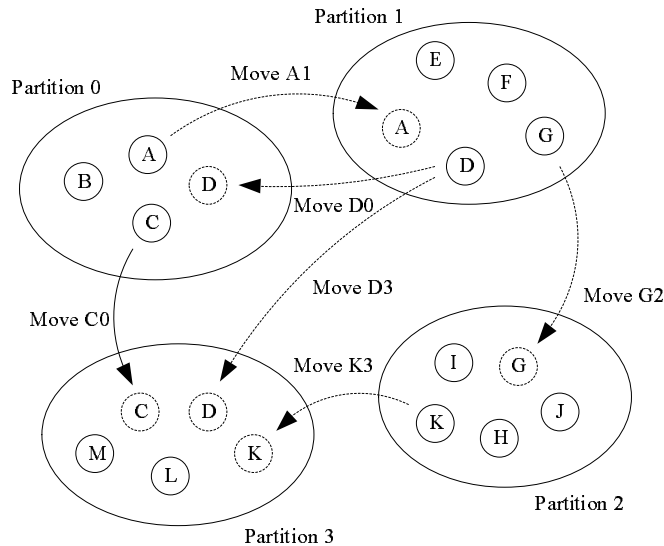 Partition 1
E
Move A1
F
Partition 0
A
G
A
D
B
D
C
Move D0
Move D3
Move G2
Move C0
I
G
Move K3
C
D
K
J
H
M
K
L
Partition 2
Partition 3